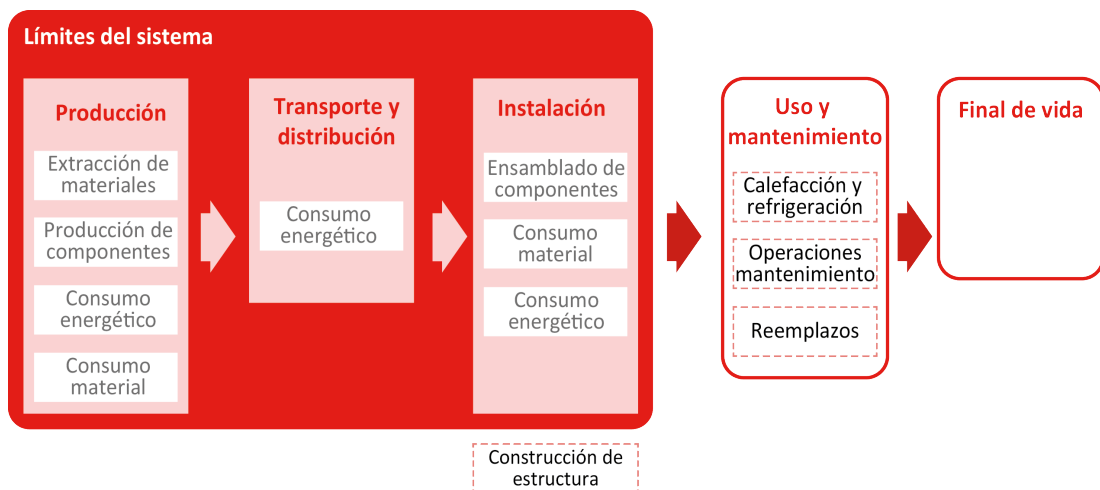 Límites del sistema
Producción
Extracción de
materiales
Producción de
componentes
Consumo
energético
Consumo
material
Transporte y
distribución
Consumo
energético
Instalación
Ensamblado de
componentes
Consumo
material
Consumo
energético
Construcción de
estructura
Uso y
mantenimiento
Calefacción y
refrigeración
Operaciones
mantenimiento
Reemplazos
Final de vida